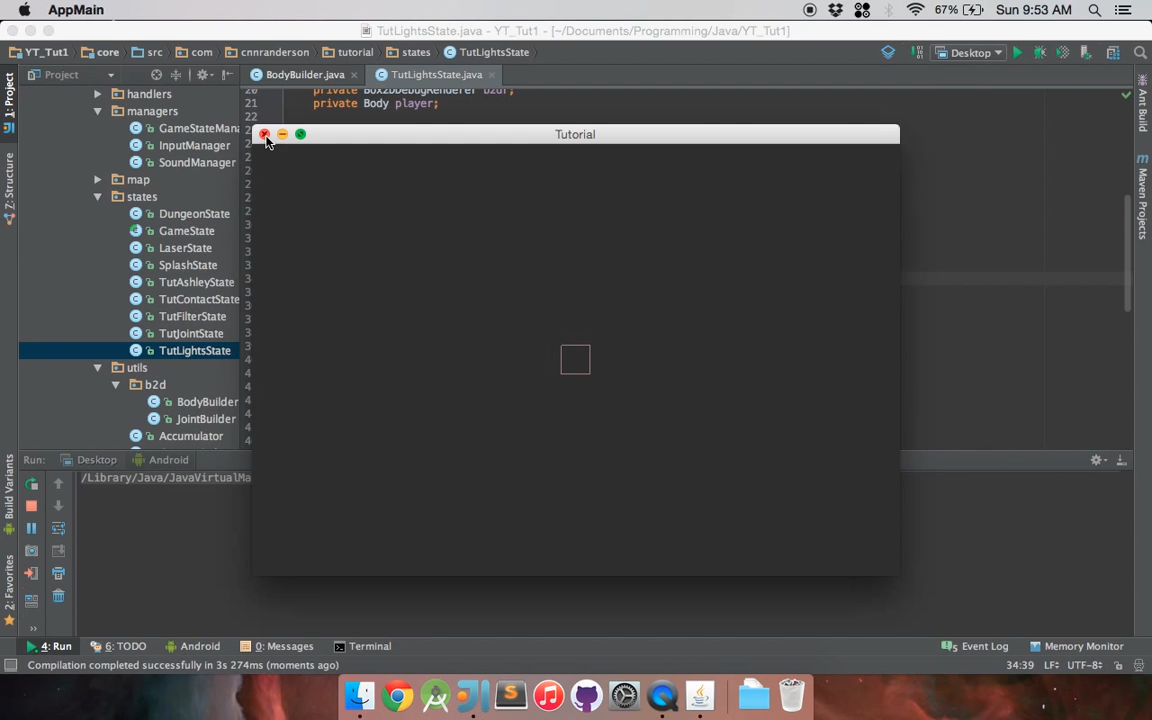 AppMain 67% Sun 9:53 AM
TutLightsState.java - [~/Documents/Programming/Java/YT_Tut1]
YT_Tut1 core src com cnnranderson tutorial states TutLightsState Desktop
1: Project
Project
BodyBuilder.java TutLightsState.java
handlers
managers
GameStateMana
InputManager
SoundManager
map
states
DungeonState
GameState
LaserState
SplashState
TutAshleyState
TutContactState
TutFilterState
TutJointState
TutLightsState
utils
b2d
BodyBuilder
JointBuilder
Accumulator
20 private Box2DDebugRenderer b2dr;
21 private Body player;
22
Tutorial
Z: Structure
Build Variants
2: Favorites
Ant Build
Maven Projects
Run: Desktop Android
/Library/Java/JavaVirtualMa
4: Run 6: TODO Android 0: Messages Terminal Event Log Memory Monitor
Compilation completed successfully in 3s 274ms (moments ago) 34:39 LF÷ UTF-8÷